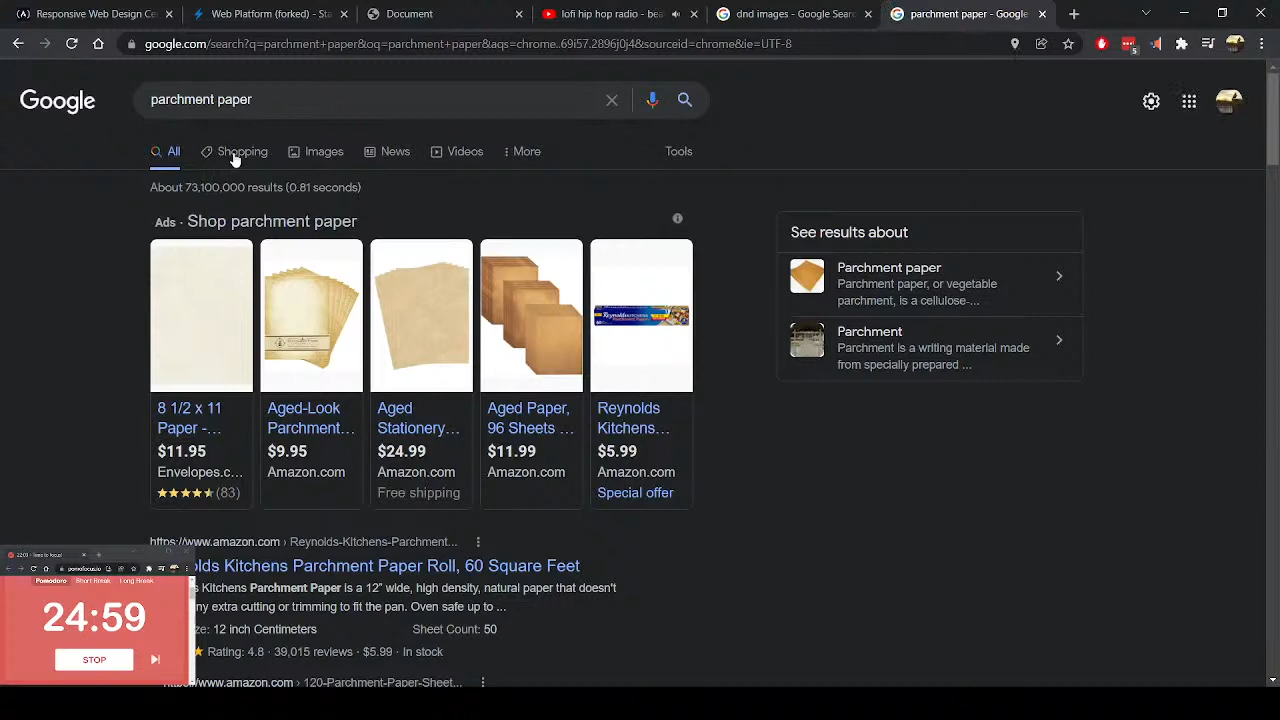 Responsive Web Design Ce
Web Platform (forked) - Sta
Document
lofi hip hop radio - bea
dnd images - Google Searc
parchment paper - Google
google.com/search?q=parchment+paper&oq=parchment+paper&aqs=chrome..69i57.2896j0j4&sourceid=chrome&ie=UTF-8
5
Google
parchment paper
All
Shopping
Images
News
Videos
More
Tools
About 73,100,000 results (0.81 seconds)
Ads · Shop parchment paper
8 1/2 x 11
Paper -...
$11.95
Envelopes.c...
(83)
Aged-Look
Parchment...
$9.95
Amazon.com
Aged
Stationery...
$24.99
Amazon.com
Free shipping
Aged Paper,
96 Sheets ...
$11.99
Amazon.com
Reynolds
Kitchens...
$5.99
Amazon.com
Special offer
See results about
Parchment paper
Parchment paper, or vegetable
parchment, is a cellulose-...
Parchment
Parchment is a writing material made
from specially prepared ...
https://www.amazon.com › Reynolds-Kitchens-Parchment...
olds Kitchens Parchment Paper Roll, 60 Square Feet
s Kitchens Parchment Paper is a 12” wide, high density, natural paper that doesn't
ny extra cutting or trimming to fit the pan. Oven safe up to ...
ze: 12 inch Centimeters
Sheet Count: 50
Rating: 4.8 · 39,015 reviews · $5.99 · In stock
https://www.amazon.com › 120-Parchment-Paper-Sheet...
pomofocus.io
Pomodoro
Short Break
Long Break
24:59
STOP